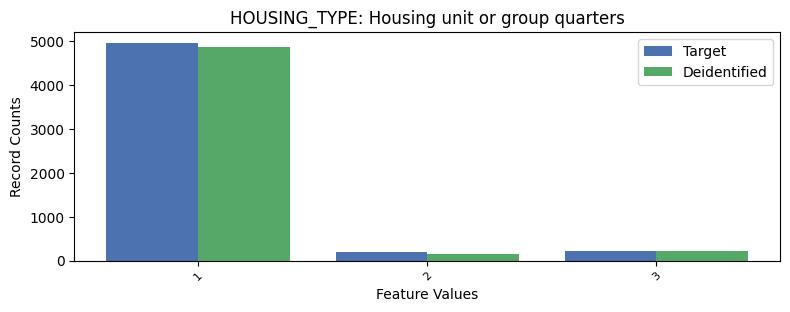 HOUSING_TYPE: Housing unit or group quarters
Target
Deidentified
Record Counts
5000
4000
3000
2000
1000
0
1
2
3
Feature Values